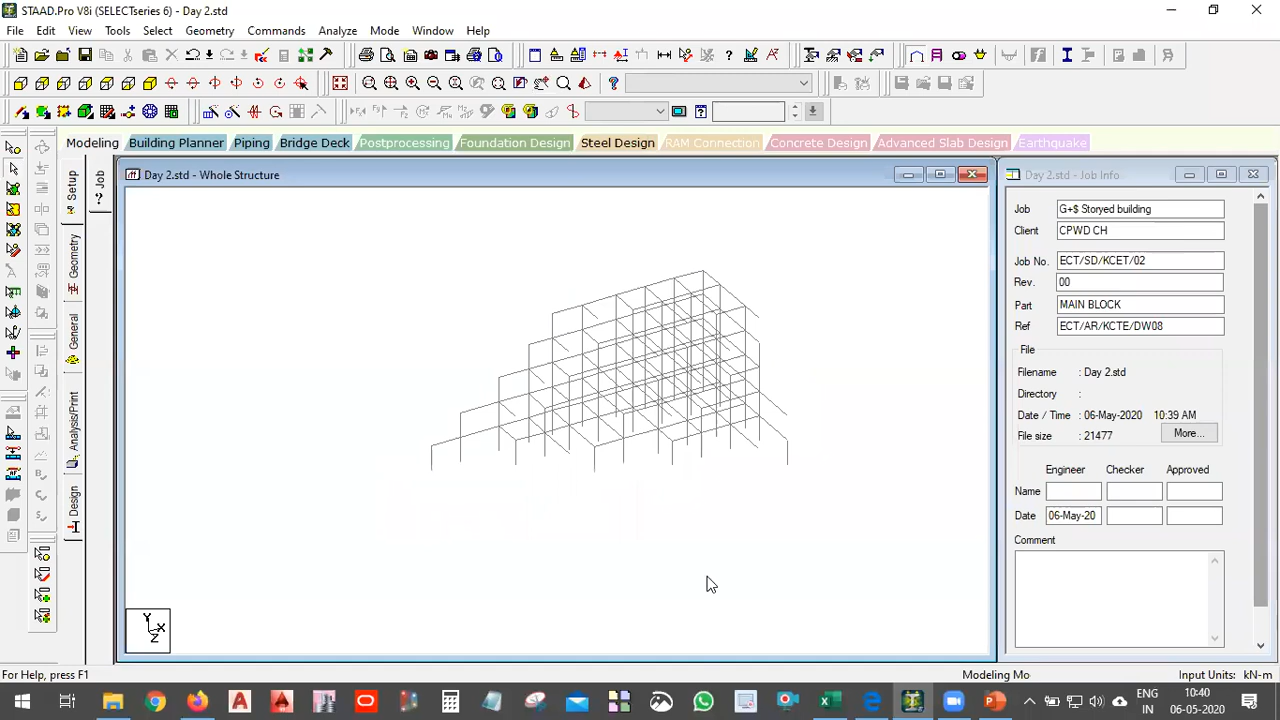 STAAD.Pro V8i (SELECTseries 6) - Day 2.std
File Edit View Tools Select Geometry Commands Analyze Mode Window Help
Modeling Building Planner Piping Bridge Deck Postprocessing Foundation Design Steel Design RAM Connection Concrete Design Advanced Slab Design Earthquake
Setup
Job
Geometry
General
Analysis/Print
Design
Day 2.std - Whole Structure
Y
X
Z
Day 2.std - Job Info
Job G+$ Storyed building
Client CPWD CH
Job No. ECT/SD/KCET/02
Rev. 00
Part MAIN BLOCK
Ref ECT/AR/KCTE/DW08
File
Filename : Day 2.std
Directory :
Date / Time : 06-May-2020 10:39 AM
File size : 21477 More...
Engineer Checker Approved
Name
Date 06-May-20
Comment
For Help, press F1
Modeling Mo Input Units: kN-m
ENG
IN
10:40
06-05-2020